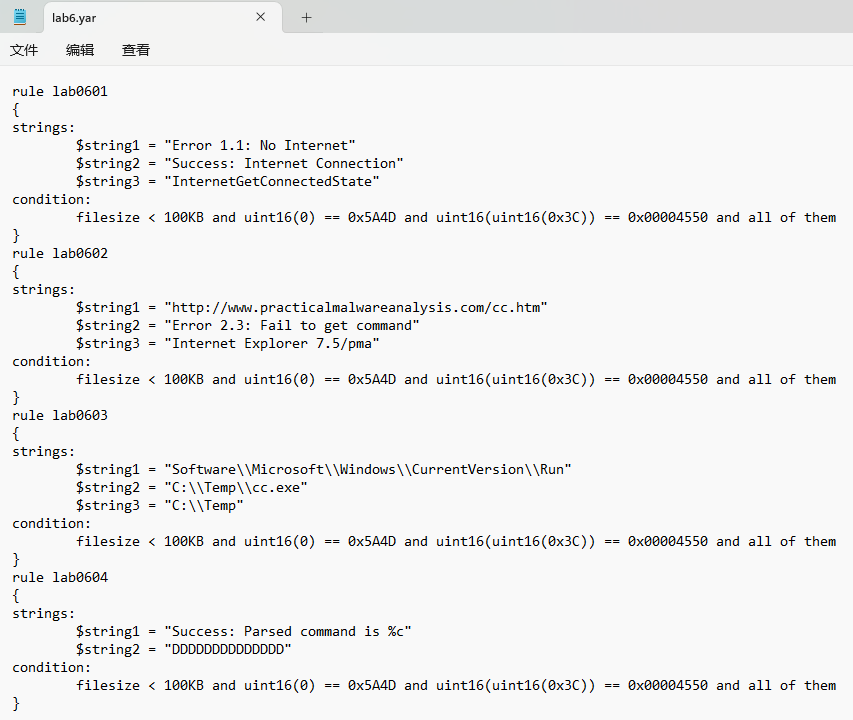 lab6.yar
文件 编辑 查看
rule lab0601
{
strings:
        $string1 = "Error 1.1: No Internet"
        $string2 = "Success: Internet Connection"
        $string3 = "InternetGetConnectedState"
condition:
        filesize < 100KB and uint16(0) == 0x5A4D and uint16(uint16(0x3C)) == 0x00004550 and all of them
}
rule lab0602
{
strings:
        $string1 = "http://www.practicalmalwareanalysis.com/cc.htm"
        $string2 = "Error 2.3: Fail to get command"
        $string3 = "Internet Explorer 7.5/pma"
condition:
        filesize < 100KB and uint16(0) == 0x5A4D and uint16(uint16(0x3C)) == 0x00004550 and all of them
}
rule lab0603
{
strings:
        $string1 = "Software\\Microsoft\\Windows\\CurrentVersion\\Run"
        $string2 = "C:\\Temp\\cc.exe"
        $string3 = "C:\\Temp"
condition:
        filesize < 100KB and uint16(0) == 0x5A4D and uint16(uint16(0x3C)) == 0x00004550 and all of them
}
rule lab0604
{
strings:
        $string1 = "Success: Parsed command is %c"
        $string2 = "DDDDDDDDDDDDDD"
condition:
        filesize < 100KB and uint16(0) == 0x5A4D and uint16(uint16(0x3C)) == 0x00004550 and all of them
}